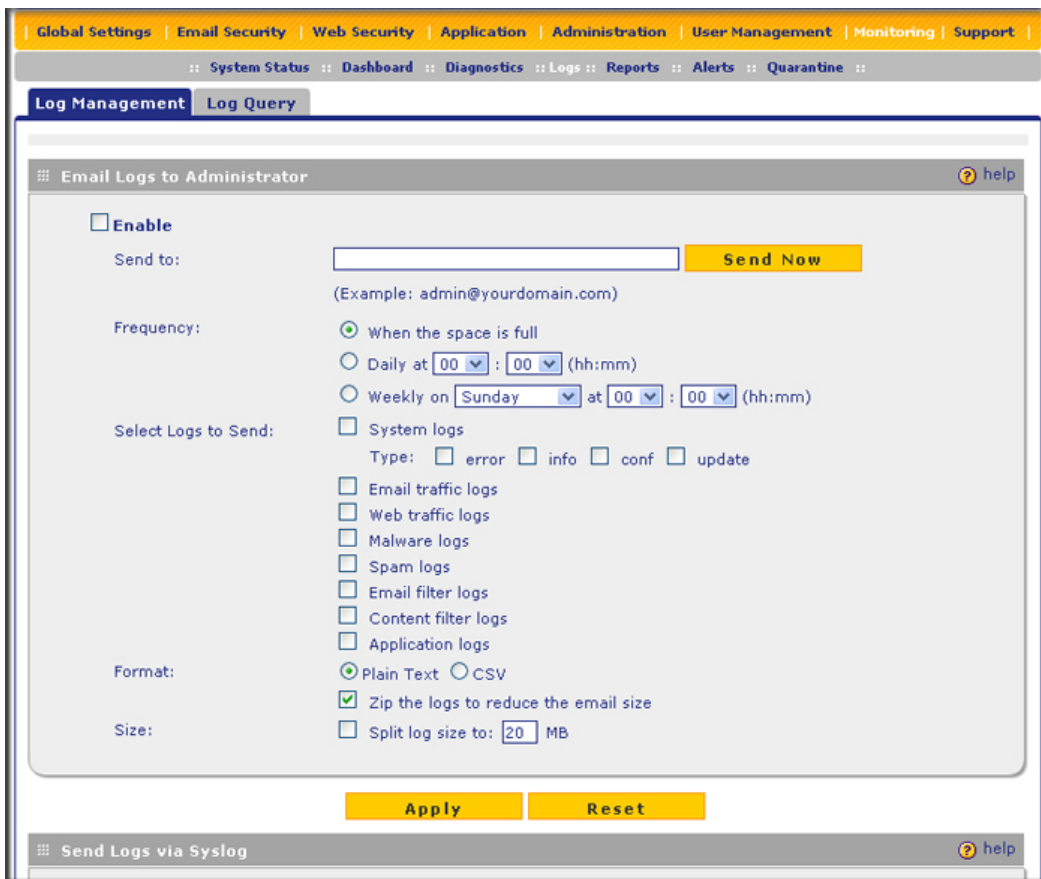 | Global Settings | Email Security | Web Security | Application | Administration | User Management | Monitoring | Support |
:: System Status :: Dashboard :: Diagnostics :: Logs :: Reports :: Alerts :: Quarantine ::
Log Management Log Query
Email Logs to Administrator ? help
Enable
Send to: Send Now
(Example: admin@yourdomain.com)
Frequency: When the space is full
Daily at 00 : 00 (hh:mm)
Weekly on Sunday at 00 : 00 (hh:mm)
Select Logs to Send: System logs
Type: error info conf update
Email traffic logs
Web traffic logs
Malware logs
Spam logs
Email filter logs
Content filter logs
Application logs
Format: Plain Text CSV
Zip the logs to reduce the email size
Size: Split log size to: 20 MB
Apply Reset
Send Logs via Syslog ? help